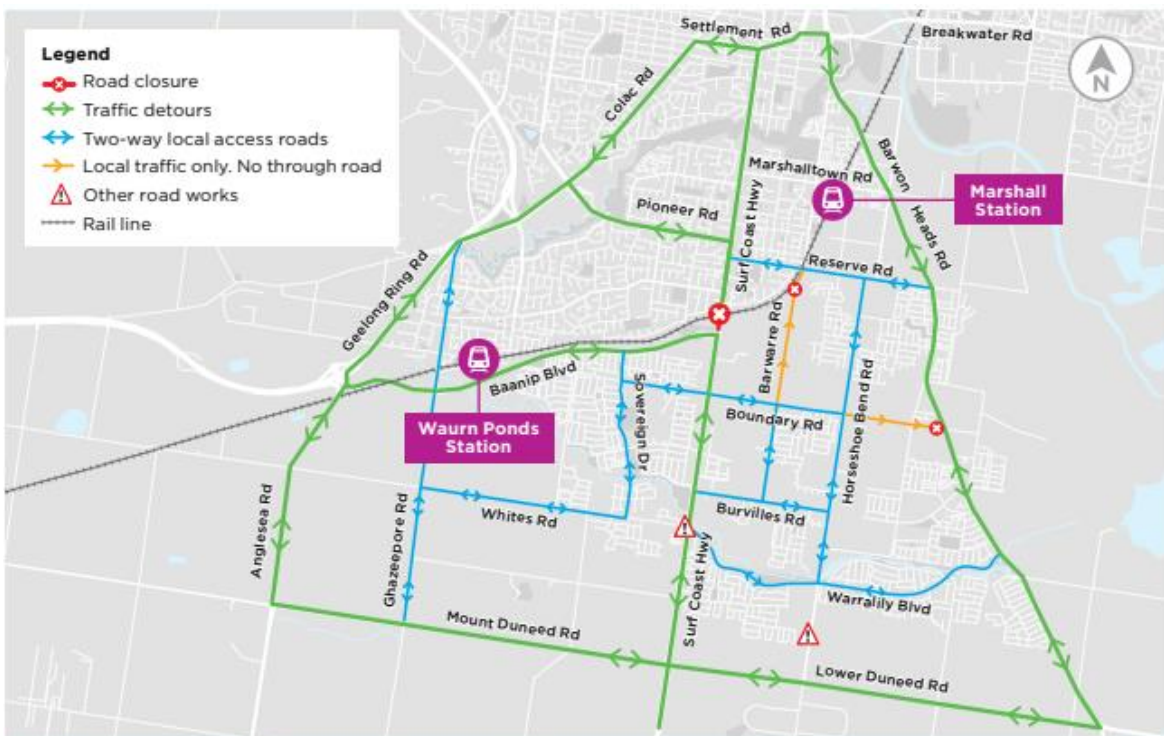 Legend
Road closure
Traffic detours
Two-way local access roads
Local traffic only. No through road
Other road works
Rail line
Settlement Rd
Breakwater Rd
N
Colac Rd
Marshalltown Rd
Barwon Heads Rd
Marshall
Station
Pioneer Rd
Surf Coast Hwy
Reserve Rd
Geelong Ring Rd
Barwarre Rd
Baanip Blvd
Sovereign Dr
Boundary Rd
Horseshoe Bend Rd
Waurn Ponds
Station
Anglesea Rd
Ghazeepore Rd
Whites Rd
Burvilles Rd
Surf Coast Hwy
Warralily Blvd
Mount Duneed Rd
Lower Duneed Rd